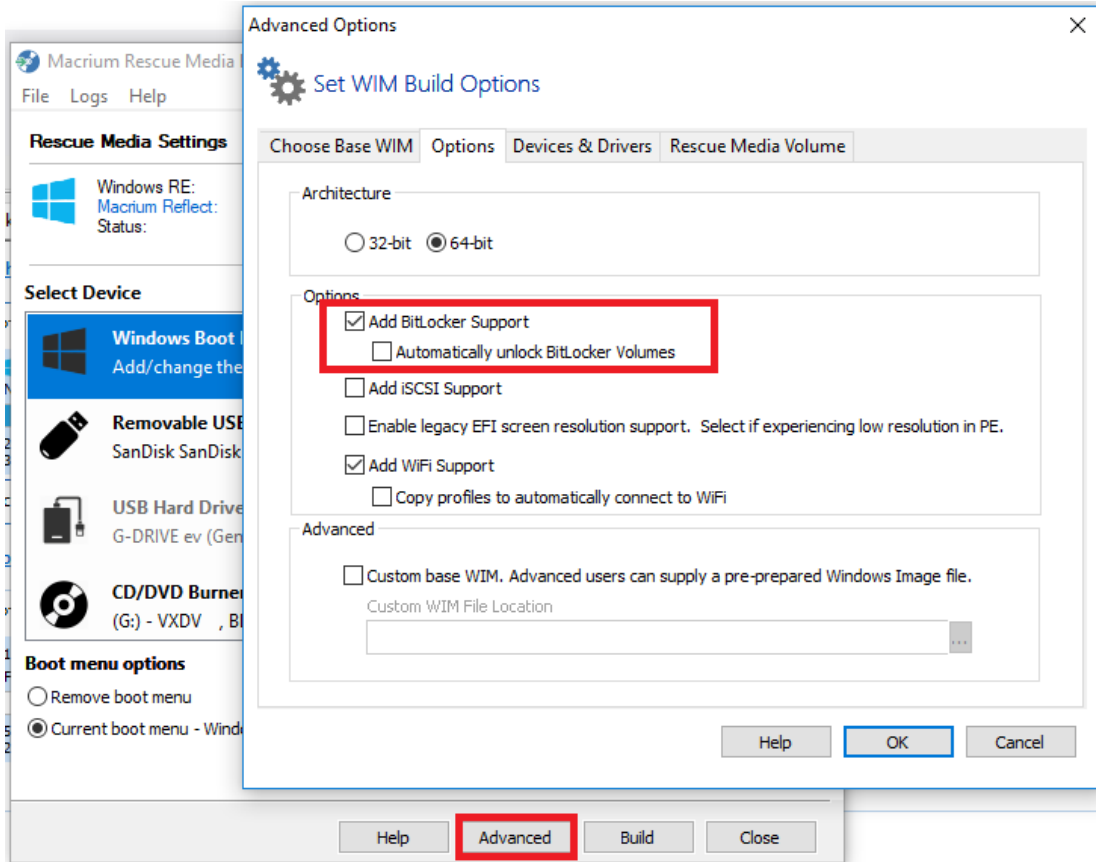 Advanced Options
Set WIM Build Options
Choose Base WIM Options Devices & Drivers Rescue Media Volume
Architecture
32-bit 64-bit
Options
Add BitLocker Support
Automatically unlock BitLocker Volumes
Add iSCSI Support
Enable legacy EFI screen resolution support. Select if experiencing low resolution in PE.
Add WiFi Support
Copy profiles to automatically connect to WiFi
Advanced
Custom base WIM. Advanced users can supply a pre-prepared Windows Image file.
Custom WIM File Location
...
Help OK Cancel
Macrium Rescue Media
File Logs Help
Rescue Media Settings
Windows RE:
Macrium Reflect:
Status:
Select Device
Windows Boot
Add/change the
Removable USB
SanDisk SanDisk
USB Hard Drive
G-DRIVE ev (Gen
CD/DVD Burner
(G:) - VXDV , Bl
Boot menu options
Remove boot menu
Current boot menu - Wind
Help Advanced Build Close